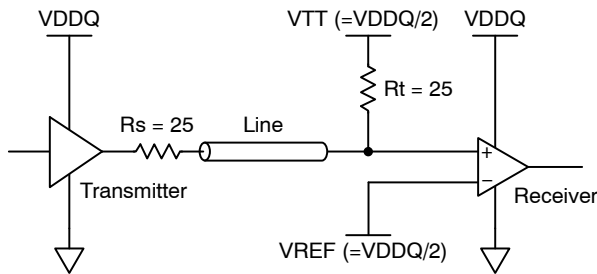 VDDQ
VTT (=VDDQ/2)
VDDQ
Rt = 25
Rs = 25
Line
+
−
Transmitter
Receiver
VREF (=VDDQ/2)